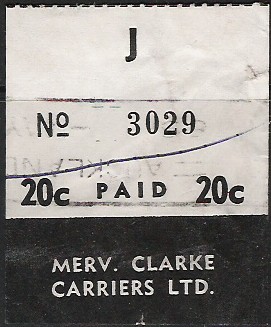 J
No 3029
20c PAID 20c
MERV. CLARKE
CARRIERS LTD.